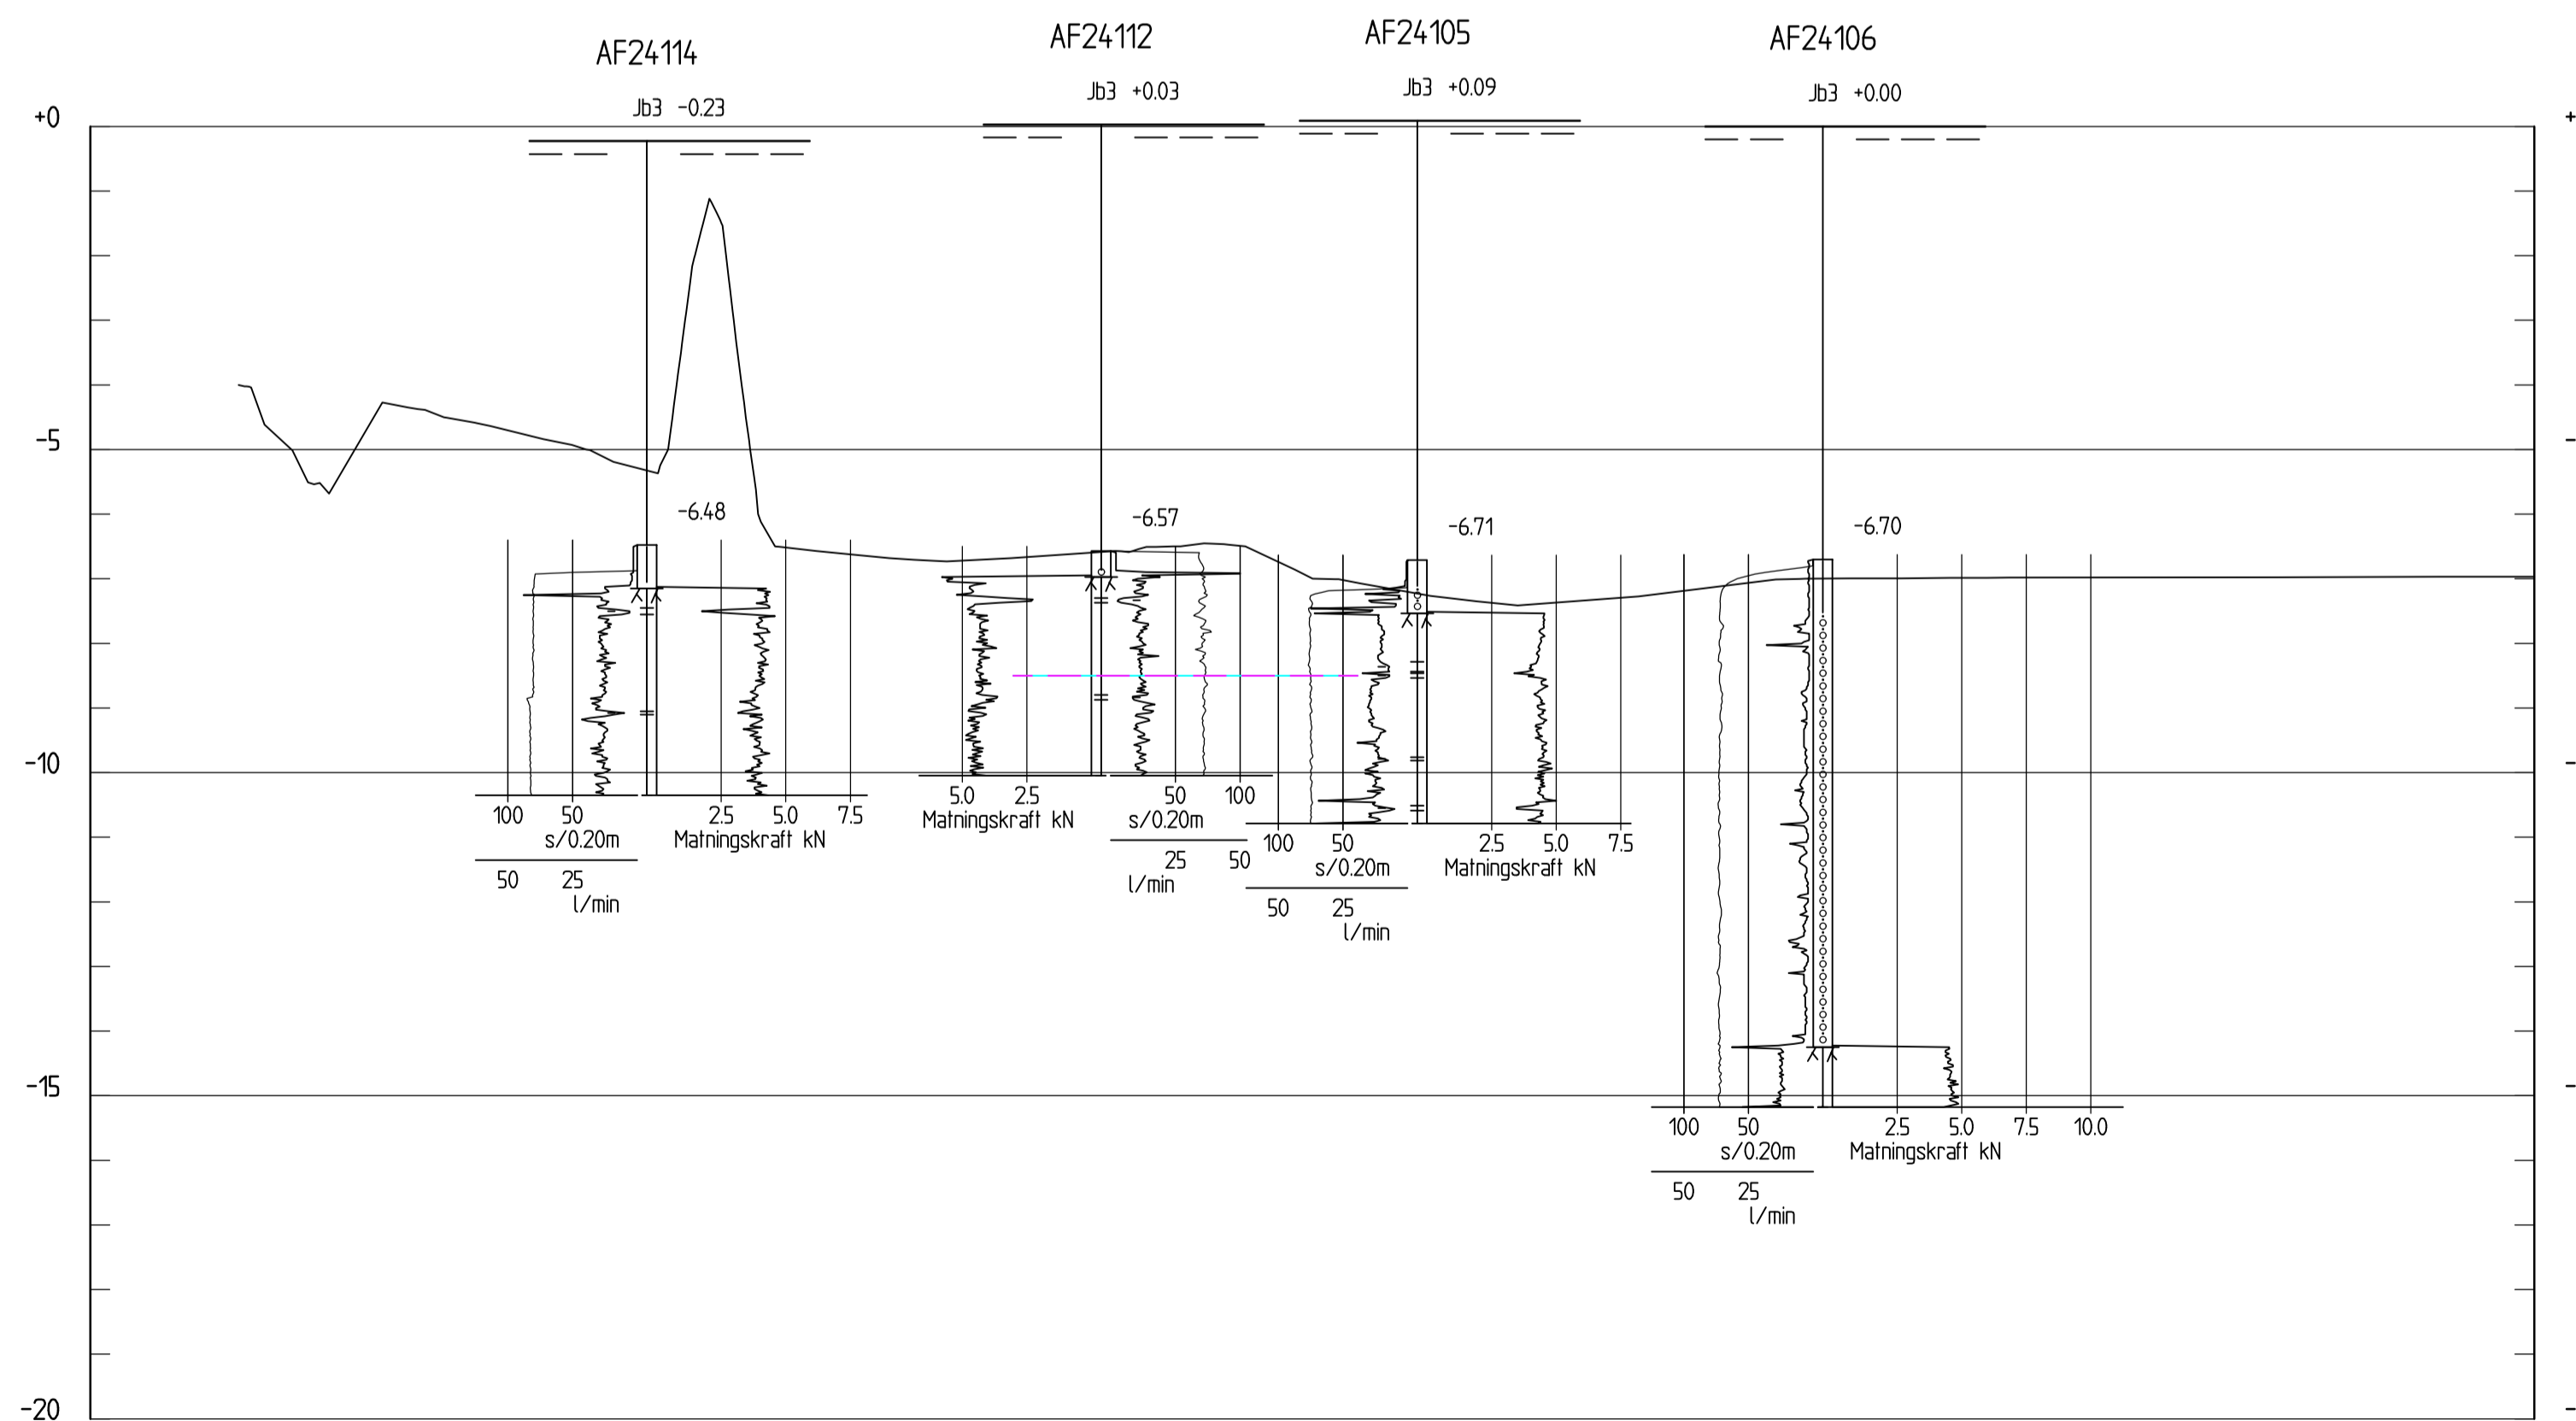 AF24114
AF24112
AF24105
AF24106
Jb3 -0.23
Jb3 +0.03
Jb3 +0.09
Jb3 +0.00
+0
-5
-10
-15
-20
-6.48
-6.57
-6.71
-6.70
100 50
2.5 5.0 7.5
s/0.20m
Matningskraft kN
50 25
l/min
5.0 2.5
50 100
Matningskraft kN
s/0.20m
25 50
l/min
100 50
2.5 5.0 7.5
s/0.20m
Matningskraft kN
50 25
l/min
100 50
2.5 5.0 7.5 10.0
s/0.20m
Matningskraft kN
50 25
l/min